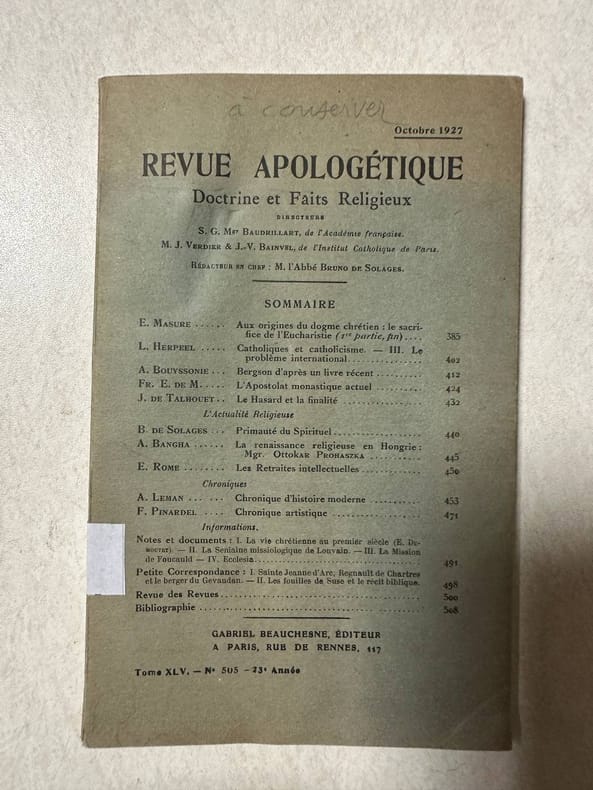 à conserver
Octobre 1927
REVUE APOLOGÉTIQUE
Doctrine et Faits Religieux
DIRECTEURS
S. G. Mgr BAUDRILLART, de l'Académie française.
M. J. VERDIER & J.-V. BAINVEL, de l'Institut Catholique de Paris.
RÉDACTEUR EN CHEF : M. l'Abbé BRUNO DE SOLAGES.
SOMMAIRE
E. MASURE ..... Aux origines du dogme chrétien : le sacri-
fice de l'Eucharistie (1re partie, fin) .... 385
L. HERPEEL ..... Catholiques et catholicisme. — III. Le
problème international .......... 402
A. BOUYSSONIE .. Bergson d'après un livre récent .......... 412
FR. E. DE M..... L'Apostolat monastique actuel .......... 424
J. DE TALHOUET .. Le Hasard et la finalité .......... 432
L'Actualité Religieuse
B. DE SOLAGES ... Primauté du Spirituel .......... 440
A. BANGHA ...... La renaissance religieuse en Hongrie :
Mgr. OTTOKAR PROHASZKA .......... 445
E. ROME ........ Les Retraites intellectuelles .......... 450
Chroniques
A. LEMAN ... ... Chronique d'histoire moderne .......... 453
F. PINARDEL .... Chronique artistique .......... 471
Informations.
Notes et documents : I. La vie chrétienne au premier siècle (E. DU-
MOUTET). — II. La Semaine missiologique de Louvain. — III. La Mission
de Foucauld — IV. Ecclesia .......... 491
Petite Correspondance : I. Sainte Jeanne d'Arc, Regnault de Chartres
et le berger du Gevaudan. — II. Les fouilles de Suse et le récit biblique. 498
Revue des Revues .......... 500
Bibliographie .......... 508
GABRIEL BEAUCHESNE, ÉDITEUR
A PARIS, RUE DE RENNES, 117
Tome XLV. — N° 505 — 23e Année